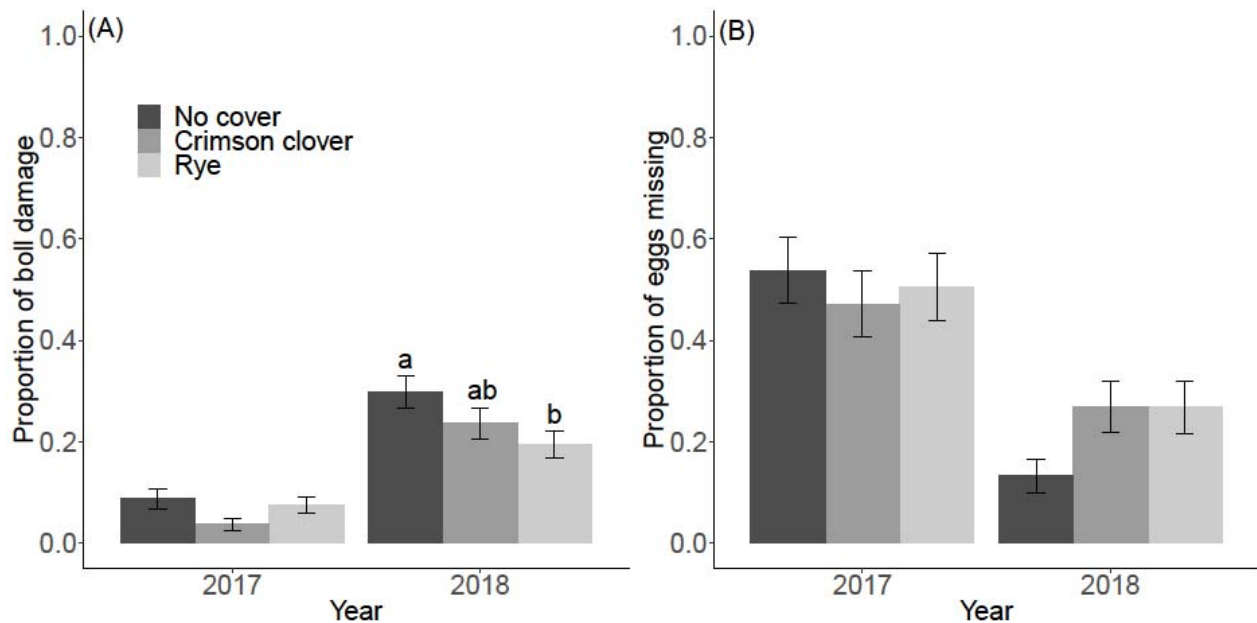 (A)
Proportion of boll damage
1.0
0.8
0.6
0.4
0.2
0.0
No cover
Crimson clover
Rye
a
ab
b
2017
2018
Year
(B)
Proportion of eggs missing
1.0
0.8
0.6
0.4
0.2
0.0
2017
2018
Year